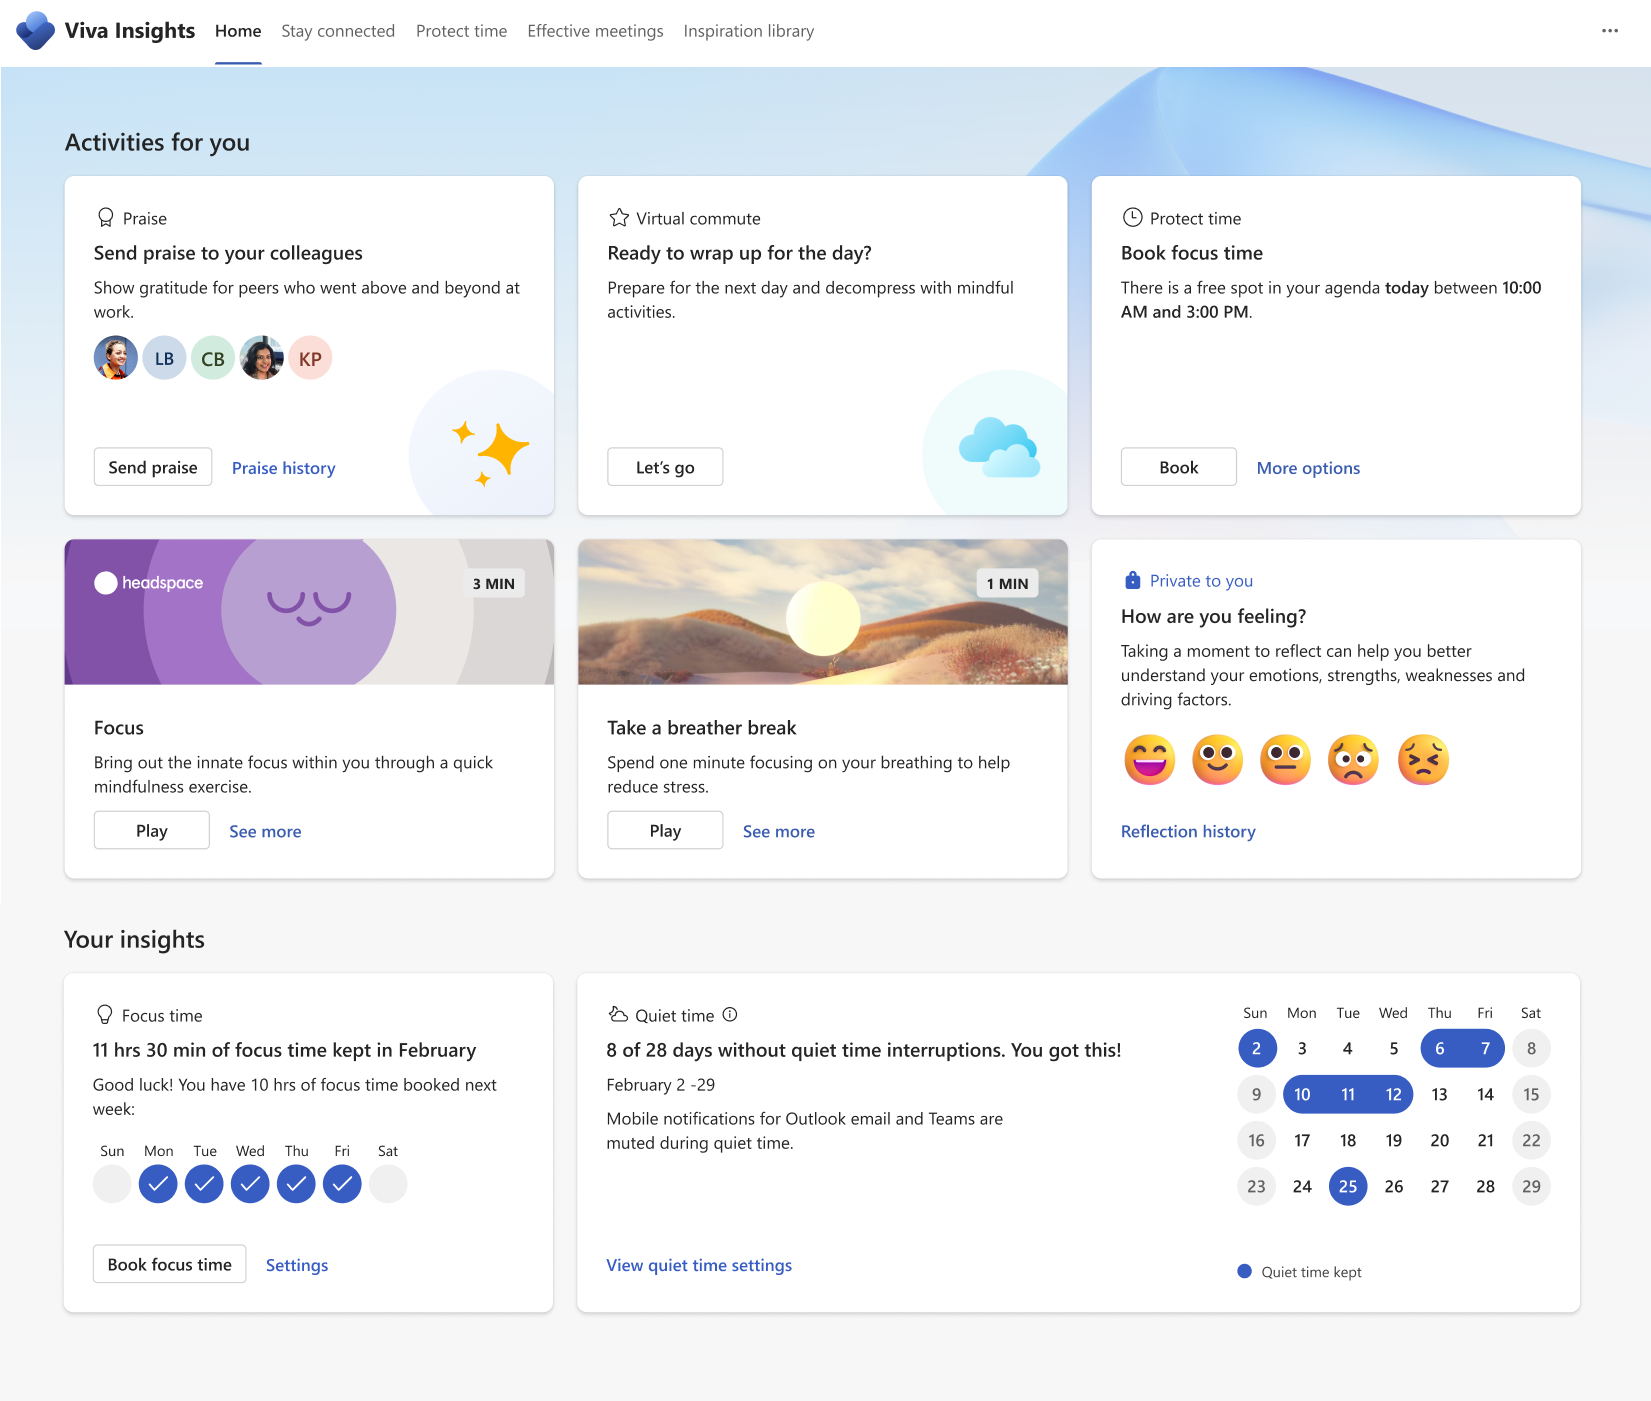 Viva Insights Home Stay connected Protect time Effective meetings Inspiration library
Activities for you
Praise
Send praise to your colleagues
Show gratitude for peers who went above and beyond at
work.
LB CB KP
Send praise Praise history
Virtual commute
Ready to wrap up for the day?
Prepare for the next day and decompress with mindful
activities.
Let's go
Protect time
Book focus time
There is a free spot in your agenda today between 10:00
AM and 3:00 PM.
Book More options
headspace 3 MIN
Focus
Bring out the innate focus within you through a quick
mindfulness exercise.
Play See more
1 MIN
Take a breather break
Spend one minute focusing on your breathing to help
reduce stress.
Play See more
Private to you
How are you feeling?
Taking a moment to reflect can help you better
understand your emotions, strengths, weaknesses and
driving factors.
Reflection history
Your insights
Focus time
11 hrs 30 min of focus time kept in February
Good luck! You have 10 hrs of focus time booked next
week:
Sun Mon Tue Wed Thu Fri Sat
Book focus time Settings
Quiet time
8 of 28 days without quiet time interruptions. You got this!
February 2 -29
Mobile notifications for Outlook email and Teams are
muted during quiet time.
View quiet time settings
Sun Mon Tue Wed Thu Fri Sat
2 3 4 5 6 7 8
9 10 11 12 13 14 15
16 17 18 19 20 21 22
23 24 25 26 27 28 29
Quiet time kept